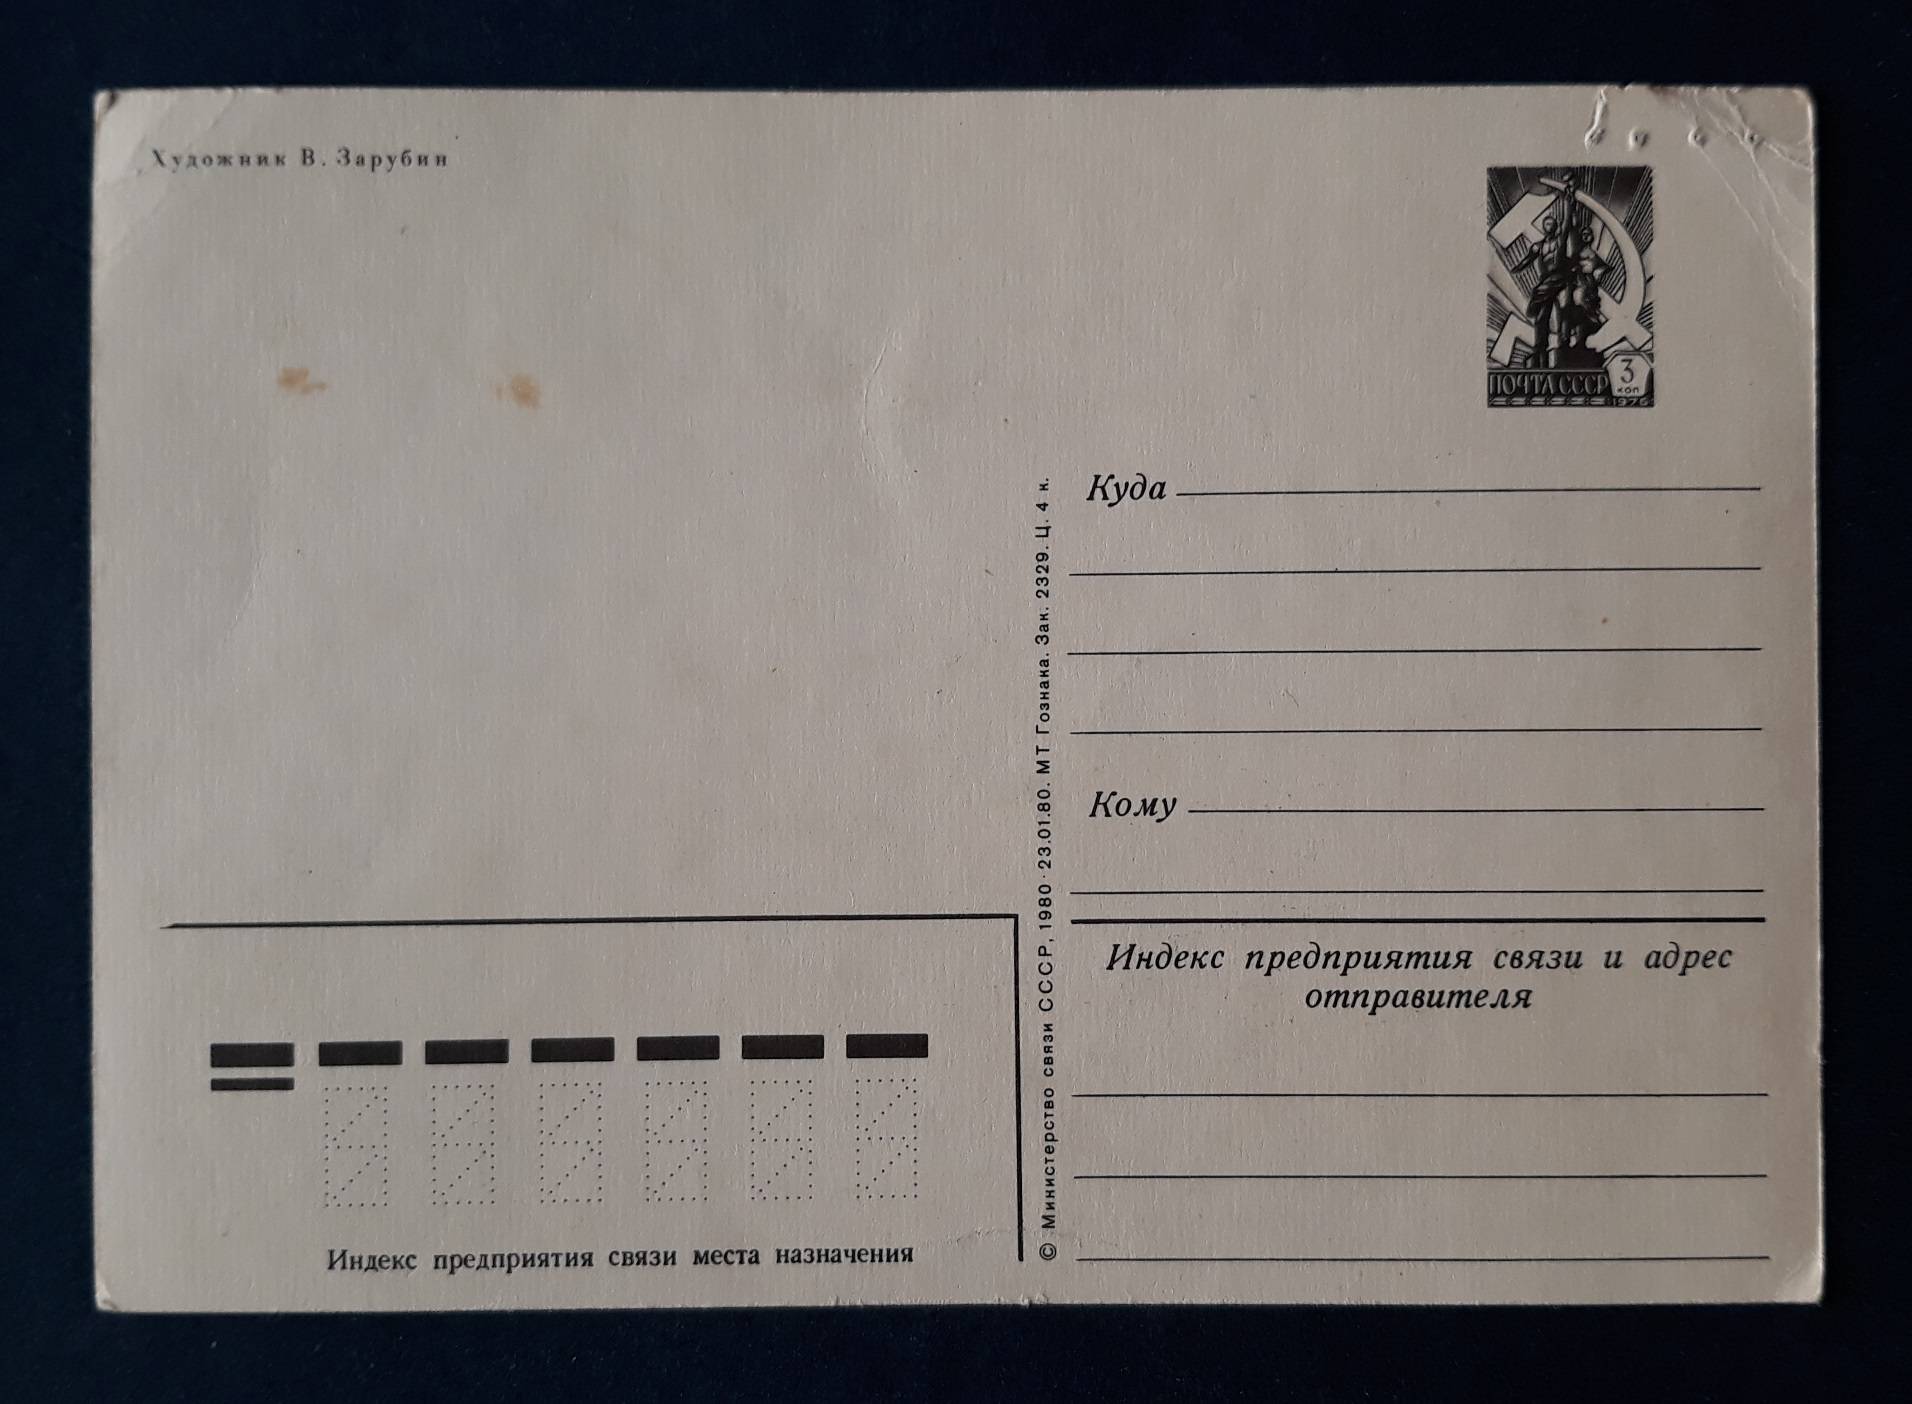 Художник В. Зарубин
ПОЧТА СССР 3
коп
1976
Куда
Кому
Индекс предприятия связи и адрес
отправителя
© Министерство связи СССР, 1980 · 23.01.80. МТ Гознака. Зак. 2329. Ц. 4 к.
Индекс предприятия связи места назначения